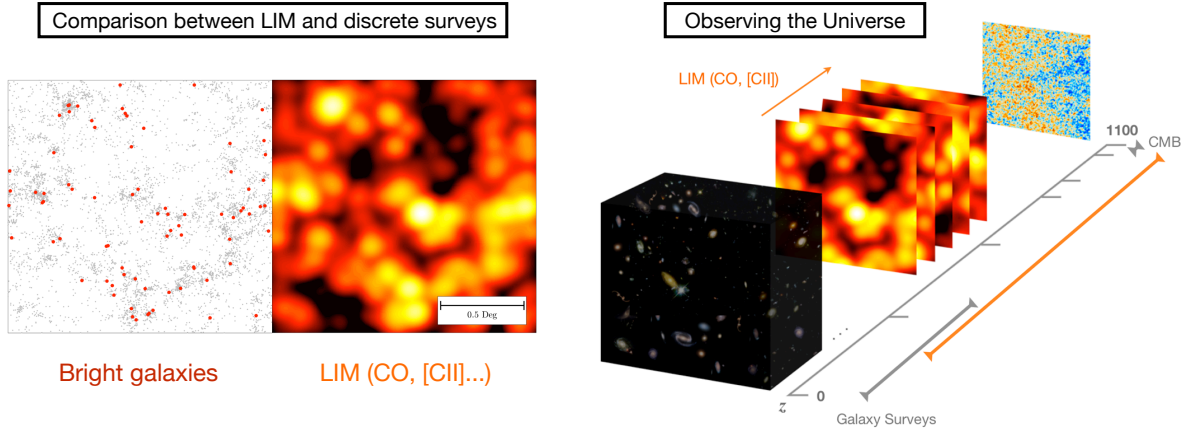 Comparison between LIM and discrete surveys
0.5 Deg
Bright galaxies
LIM (CO, [CII]...)
Observing the Universe
LIM (CO, [CII])
1100
CMB
...
z
0
Galaxy Surveys